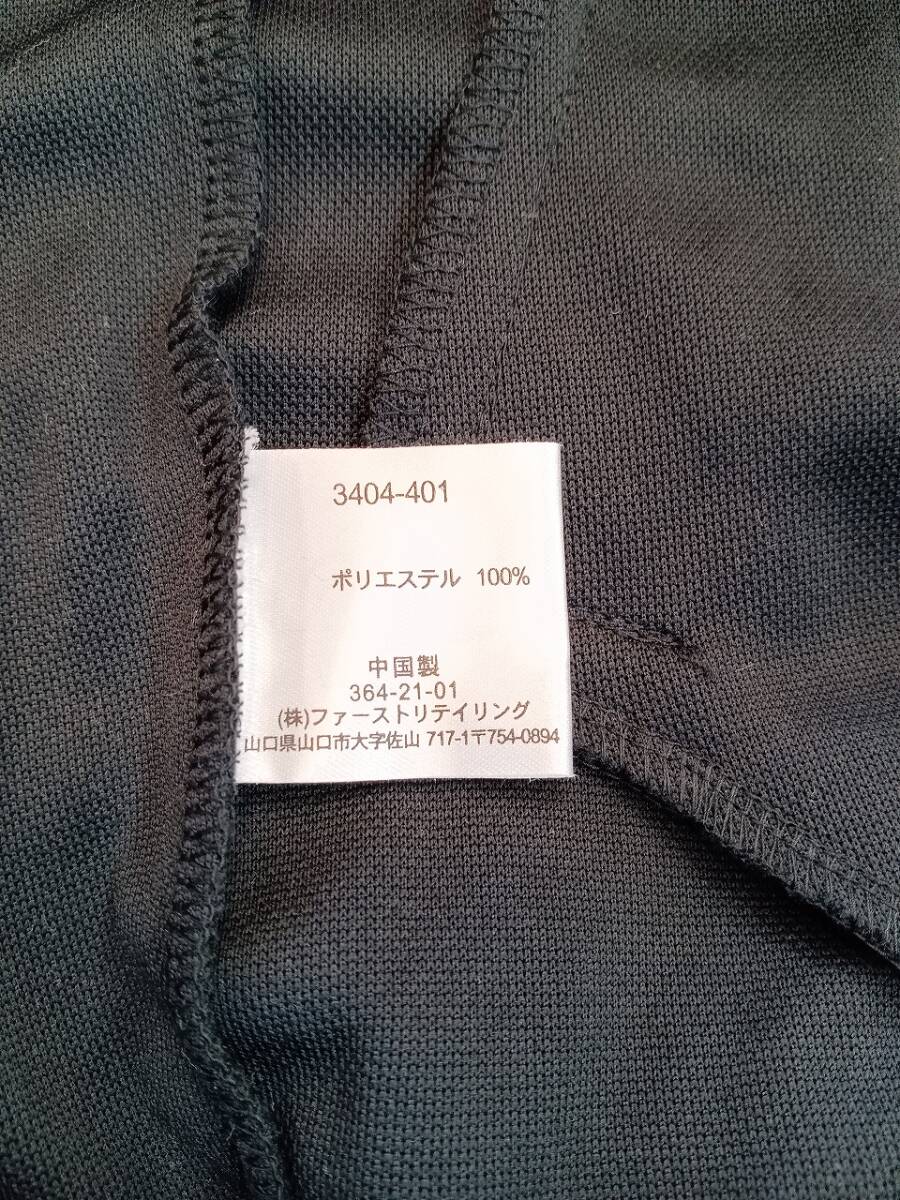 3404-401
ポリエステル 100%
中国製
364-21-01
(株)ファーストリテイリング
山口県山口市大字佐山 717-1〒754-0894